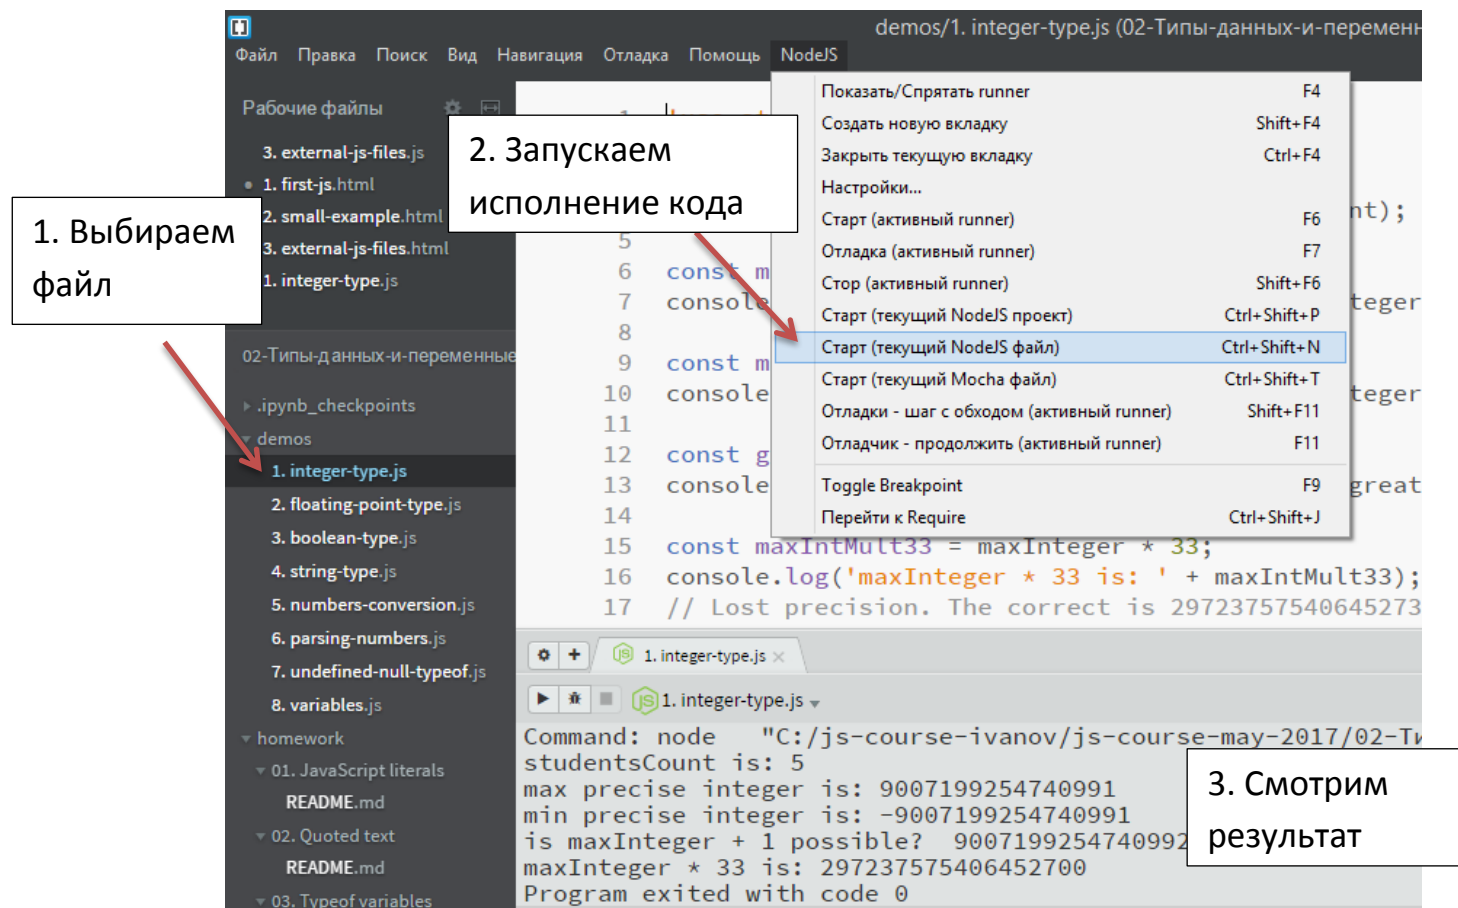 demos/1. integer-type.js (02-Типы-данных-и-перемен
Файл Правка Поиск Вид Навигация Отладка Помощь NodeJS
Рабочие файлы
3. external-js-files.js
1. first-js.html
2. small-example.html
3. external-js-files.html
1. integer-type.js
1. Выбираем
файл
2. Запускаем
исполнение кода
02-Типы-данных-и-переменные
.ipynb_checkpoints
demos
1. integer-type.js
2. floating-point-type.js
3. boolean-type.js
4. string-type.js
5. numbers-conversion.js
6. parsing-numbers.js
7. undefined-null-typeof.js
8. variables.js
homework
01. JavaScript literals
README.md
02. Quoted text
README.md
03. Typeof variables
Показать/Спрятать runner F4
Создать новую вкладку Shift+F4
Закрыть текущую вкладку Ctrl+F4
Настройки...
Старт (активный runner) F6
Отладка (активный runner) F7
Стор (активный runner) Shift+F6
Старт (текущий NodeJS проект) Ctrl+Shift+P
Старт (текущий NodeJS файл) Ctrl+Shift+N
Старт (текущий Mocha файл) Ctrl+Shift+T
Отладки - шаг с обходом (активный runner) Shift+F11
Отладчик - продолжить (активный runner) F11
Toggle Breakpoint F9
Перейти к Require Ctrl+Shift+J
nt);
5
6 const m
7 console teger
8
9 const m
10 console teger
11
12 const g
13 console great
14
15 const maxIntMult33 = maxInteger * 33;
16 console.log('maxInteger * 33 is: ' + maxIntMult33);
17 // Lost precision. The correct is 29723757540645273
1. integer-type.js
1. integer-type.js
Command: node "C:/js-course-ivanov/js-course-may-2017/02-Ти
studentsCount is: 5
max precise integer is: 9007199254740991
min precise integer is: -9007199254740991
is maxInteger + 1 possible? 9007199254740992
maxInteger * 33 is: 297237575406452700
Program exited with code 0
3. Смотрим
результат